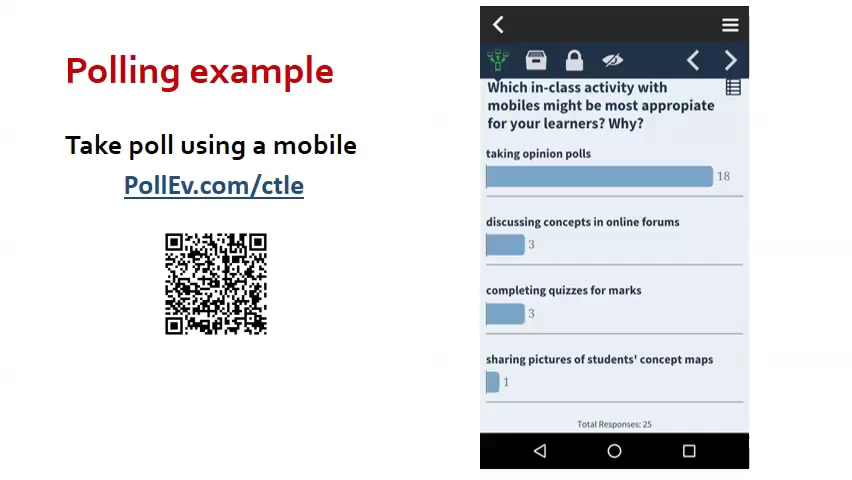 Polling example
Take poll using a mobile
PollEv.com/ctle
Which in-class activity with
mobiles might be most appropiate
for your learners? Why?
taking opinion polls
18
discussing concepts in online forums
3
completing quizzes for marks
3
sharing pictures of students' concept maps
1
Total Responses: 25